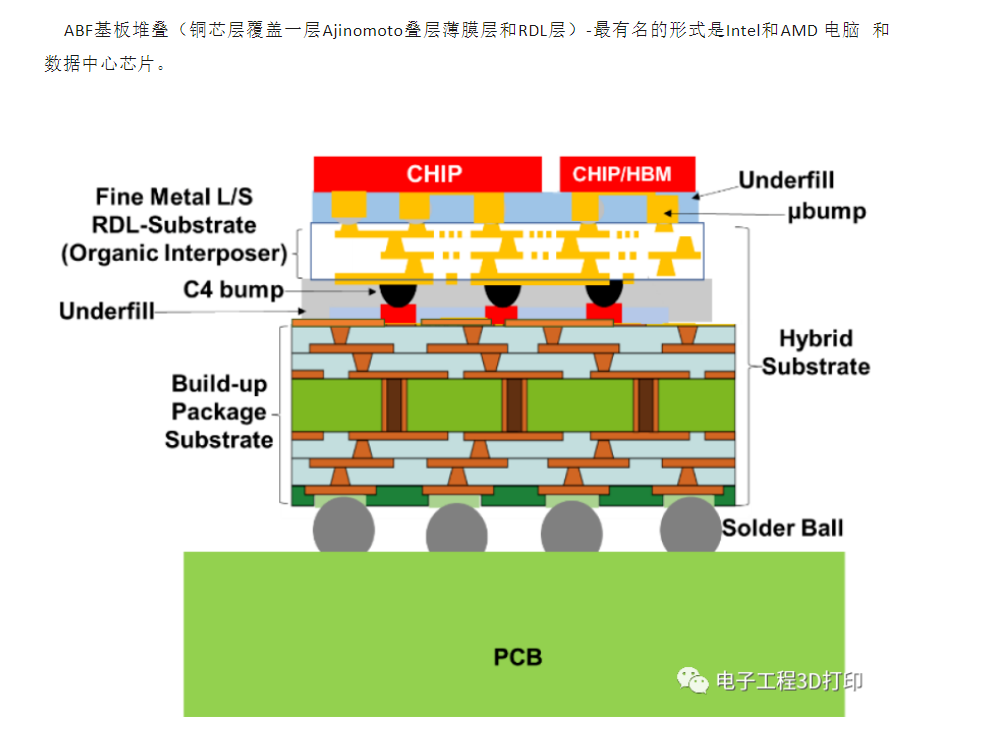 ABF基板堆叠（铜芯层覆盖一层Ajinomoto叠层薄膜层和RDL层）-最有名的形式是Intel和AMD 电脑 和
数据中心芯片。
CHIP
CHIP/HBM
Underfill
μbump
Fine Metal L/S
RDL-Substrate
(Organic Interposer)
C4 bump
Underfill
Hybrid
Substrate
Build-up
Package
Substrate
Solder Ball
PCB
电子工程3D打印